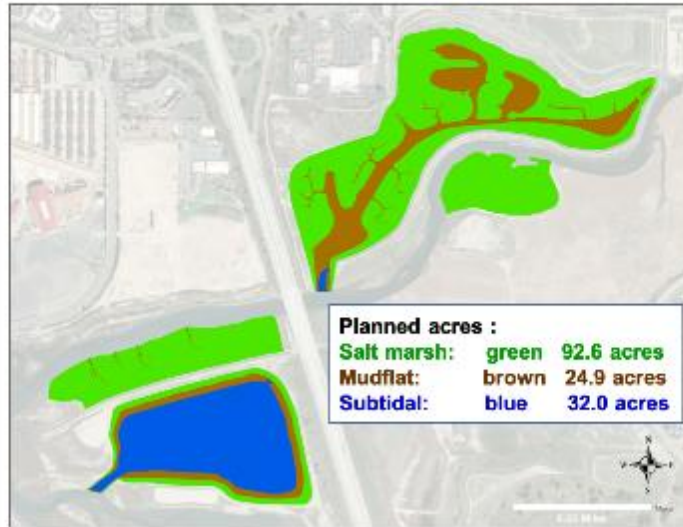 Planned acres :
Salt marsh: green 92.6 acres
Mudflat: brown 24.9 acres
Subtidal: blue 32.0 acres
N
S